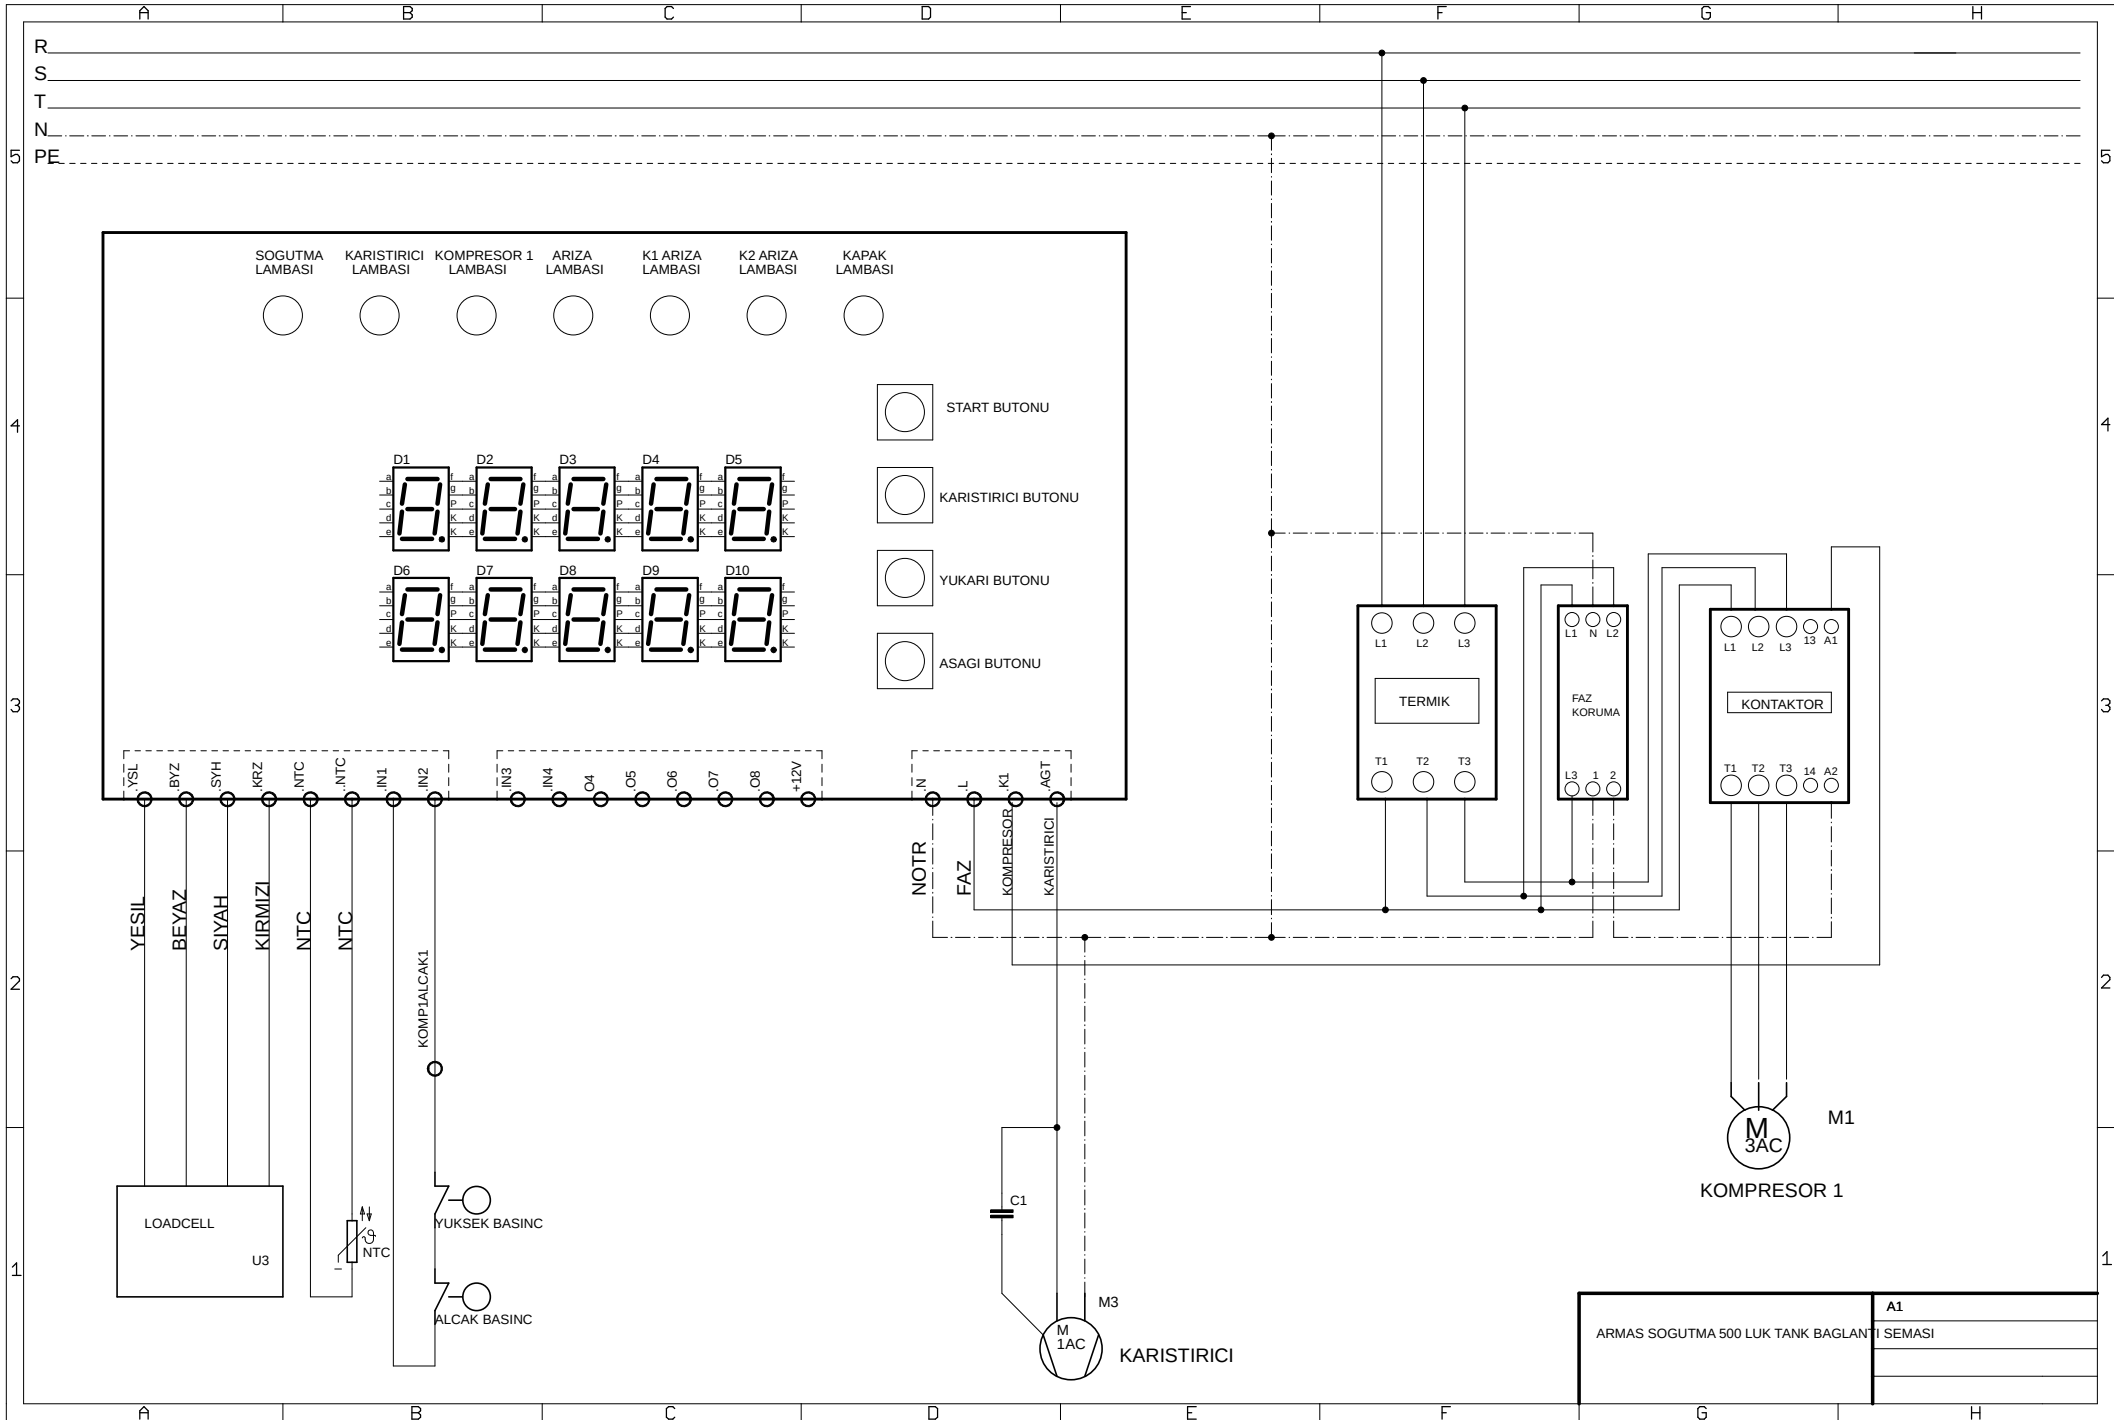 A B C D E F G H
R
S
T
N
5 PE 5
SOGUTMA LAMBASI
KARISTIRICI LAMBASI
KOMPRESOR 1 LAMBASI
ARIZA LAMBASI
K1 ARIZA LAMBASI
K2 ARIZA LAMBASI
KAPAK LAMBASI
START BUTONU
4 4
D1 D2 D3 D4 D5
a f a f a f a f a f
b g b g b g b g b g
c P c P c P c P c P
d K d K d K d K d K
e K e K e K e K e K
KARISTIRICI BUTONU
D6 D7 D8 D9 D10
a f a f a f a f a f
b g b g b g b g b g
c P c P c P c P c P
d K d K d K d K d K
e K e K e K e K e K
YUKARI BUTONU
ASAGI BUTONU
L1 L2 L3
TERMIK
T1 T2 T3
L1 N L2
FAZ
KORUMA
L3 1 2
L1 L2 L3 13 A1
KONTAKTOR
T1 T2 T3 14 A2
3 3
.YSL .BYZ .SYH .KRZ .NTC .NTC .IN1 .IN2
.IN3 .IN4 .O4 .O5 .O6 .O7 .O8 +12V
.N .L .K1 .AGT
NOTR FAZ KOMPRESOR KARISTIRICI
YESIL BEYAZ SIYAH KIRMIZI NTC NTC
KOMP1ALCAK1
2 2
M
3AC
M1
KOMPRESOR 1
LOADCELL
U3
NTC
YUKSEK BASINC
ALCAK BASINC
C1
1 1
M3
M
1AC
KARISTIRICI
A1
ARMAS SOGUTMA 500 LUK TANK BAGLANTI SEMASI
A B C D E F G H